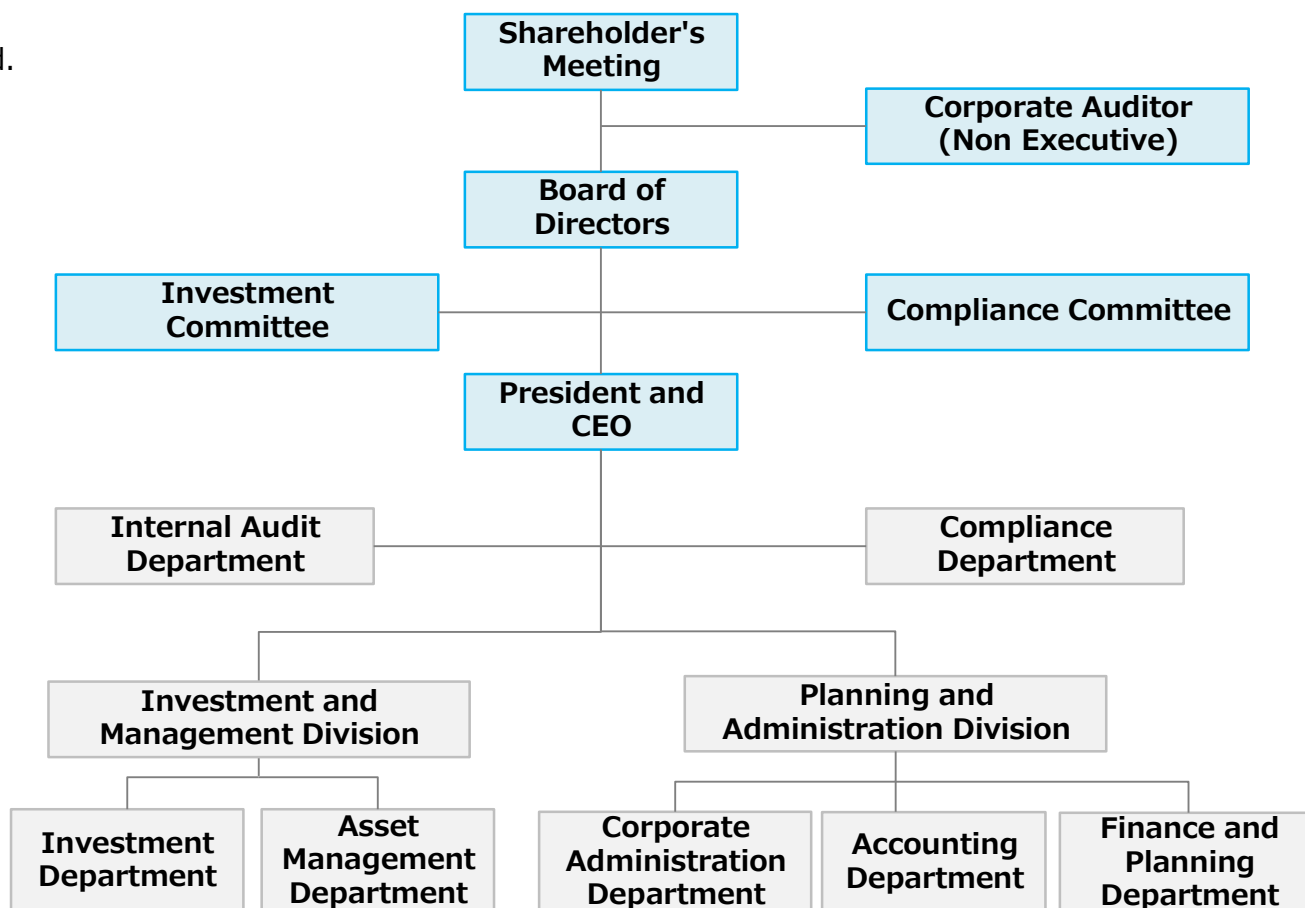 Shareholder's
Meeting
d.
Corporate Auditor
(Non Executive)
Board of
Directors
Investment
Committee
Compliance Committee
President and
CEO
Internal Audit
Department
Compliance
Department
Investment and
Management Division
Planning and
Administration Division
Investment
Department
Asset
Management
Department
Corporate
Administration
Department
Accounting
Department
Finance and
Planning
Department